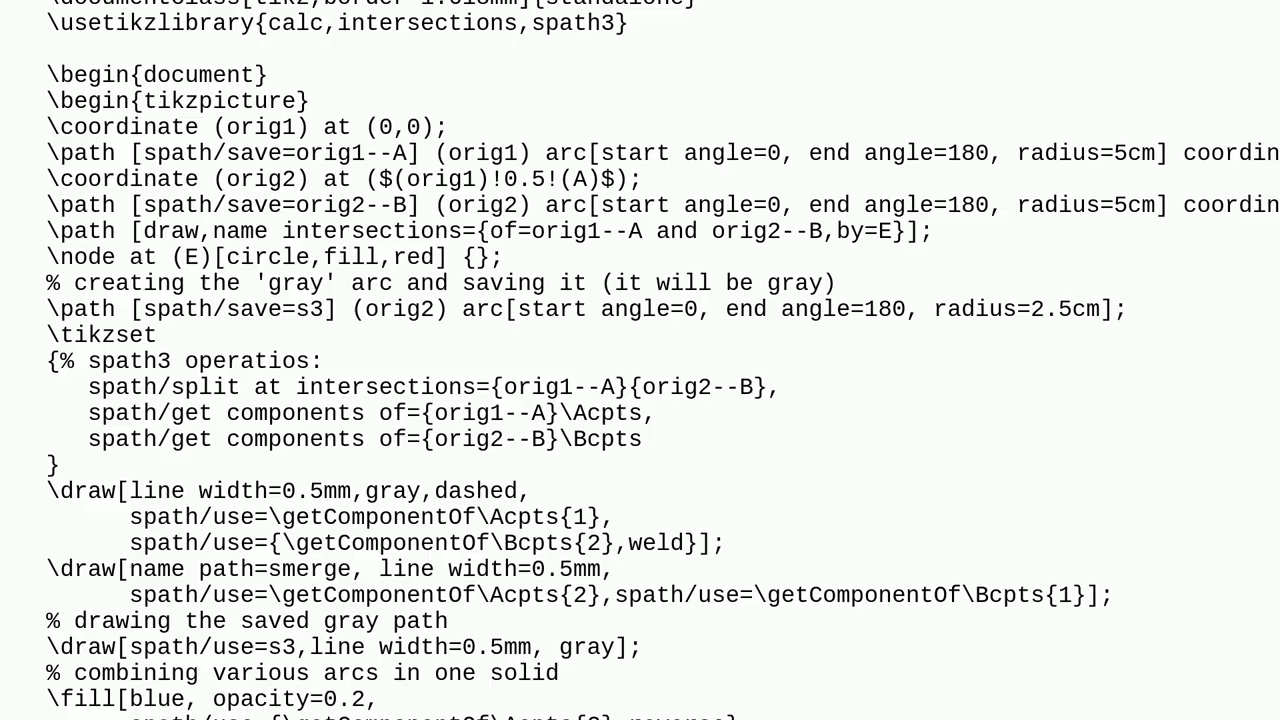 \documentclass[tikz,border=1.618mm]{standalone}
\usetikzlibrary{calc,intersections,spath3}
\begin{document}
\begin{tikzpicture}
\coordinate (orig1) at (0,0);
\path [spath/save=orig1--A] (orig1) arc[start angle=0, end angle=180, radius=5cm] coordin
\coordinate (orig2) at ($(orig1)!0.5!(A)$);
\path [spath/save=orig2--B] (orig2) arc[start angle=0, end angle=180, radius=5cm] coordin
\path [draw,name intersections={of=orig1--A and orig2--B,by=E}];
\node at (E)[circle,fill,red] {};
% creating the 'gray' arc and saving it (it will be gray)
\path [spath/save=s3] (orig2) arc[start angle=0, end angle=180, radius=2.5cm];
\tikzset
{% spath3 operatios:
   spath/split at intersections={orig1--A}{orig2--B},
   spath/get components of={orig1--A}\Acpts,
   spath/get components of={orig2--B}\Bcpts
}
\draw[line width=0.5mm,gray,dashed,
      spath/use=\getComponentOf\Acpts{1},
      spath/use={\getComponentOf\Bcpts{2},weld}];
\draw[name path=smerge, line width=0.5mm,
      spath/use=\getComponentOf\Acpts{2},spath/use=\getComponentOf\Bcpts{1}];
% drawing the saved gray path
\draw[spath/use=s3,line width=0.5mm, gray];
% combining various arcs in one solid
\fill[blue, opacity=0.2,